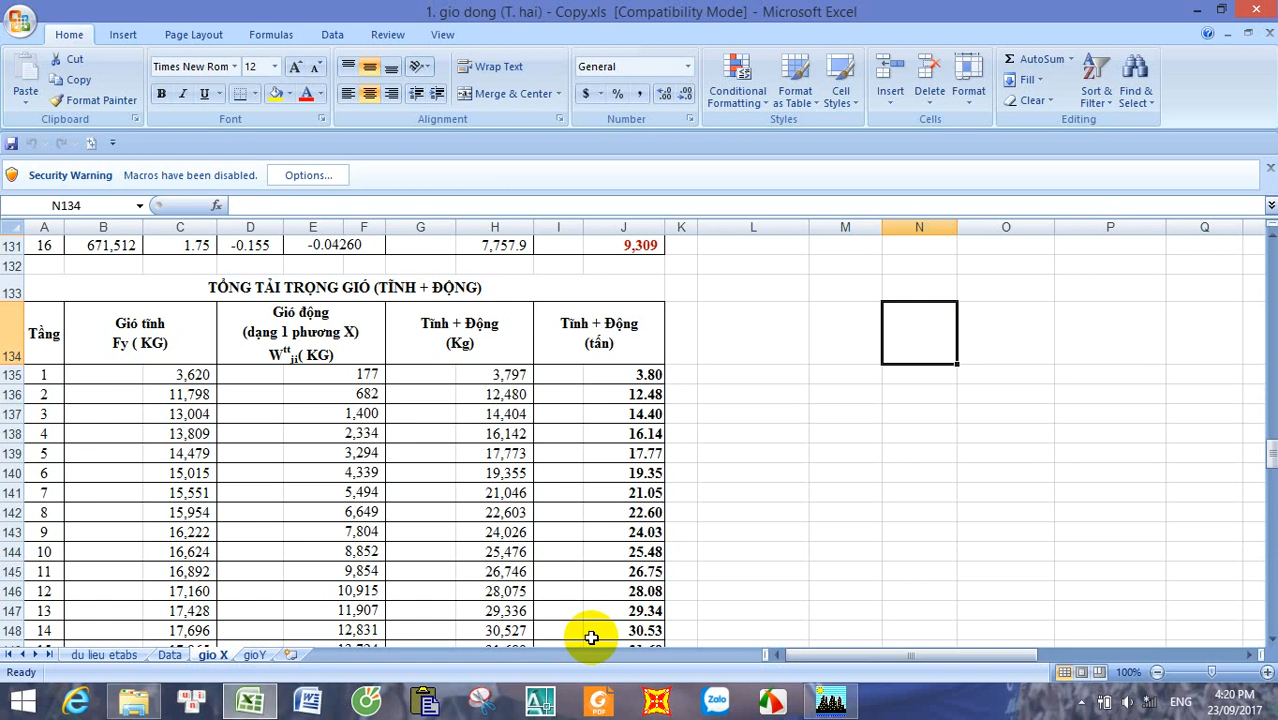 1. gio dong (T. hai) - Copy.xls [Compatibility Mode] - Microsoft Excel
Home Insert Page Layout Formulas Data Review View
Paste Cut Copy Format Painter Clipboard
Times New Rom 12 A A B I U A Font
Wrap Text Merge & Center Alignment
General $ % , Number
Conditional Formatting Format as Table Cell Styles Styles
Insert Delete Format Cells
AutoSum Fill Clear Sort & Filter Find & Select Editing
Security Warning Macros have been disabled. Options...
N134 fx
A B C D E F G H I J K L M N O P Q
131 16 671,512 1.75 -0.155 -0.04260 7,757.9 9,309
132
133 TỔNG TẢI TRỌNG GIÓ (TĨNH + ĐỘNG)
134 Tầng
Gió tĩnh
Fy ( KG)
Gió động
(dạng 1 phương X)
Wttji( KG)
Tĩnh + Động
(Kg)
Tĩnh + Động
(tấn)
135 1 3,620 177 3,797 3.80
136 2 11,798 682 12,480 12.48
137 3 13,004 1,400 14,404 14.40
138 4 13,809 2,334 16,142 16.14
139 5 14,479 3,294 17,773 17.77
140 6 15,015 4,339 19,355 19.35
141 7 15,551 5,494 21,046 21.05
142 8 15,954 6,649 22,603 22.60
143 9 16,222 7,804 24,026 24.03
144 10 16,624 8,852 25,476 25.48
145 11 16,892 9,854 26,746 26.75
146 12 17,160 10,915 28,075 28.08
147 13 17,428 11,907 29,336 29.34
148 14 17,696 12,831 30,527 30.53
du lieu etabs Data gio X gioY
Ready 100%
Zalo ENG 4:20 PM
23/09/2017